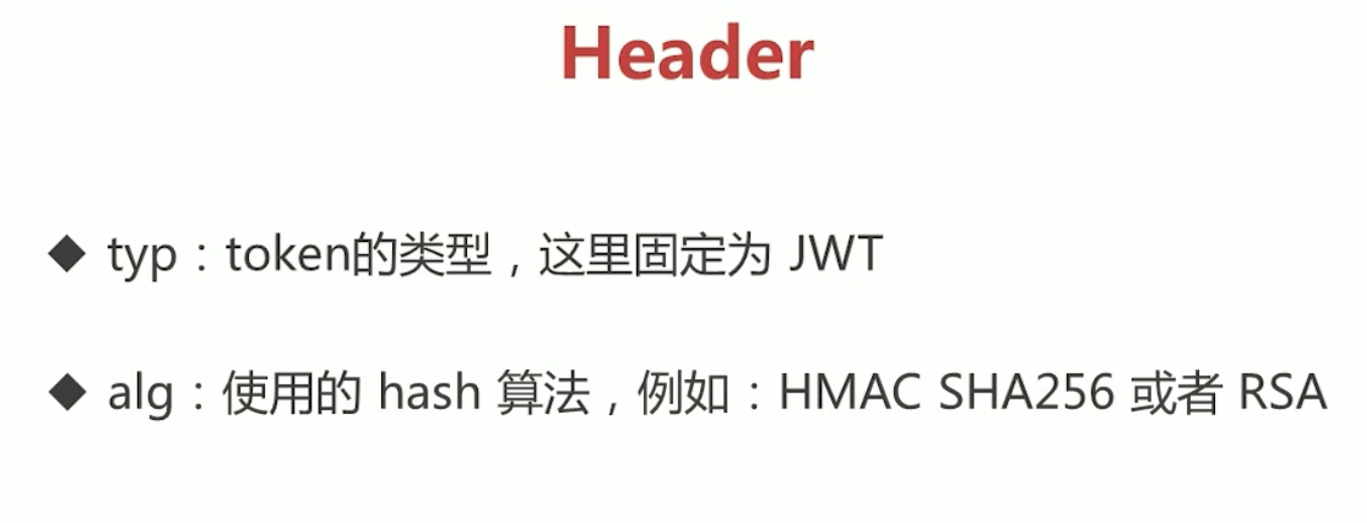 Header
◆ typ：token的类型，这里固定为 JWT
◆ alg：使用的 hash 算法，例如：HMAC SHA256 或者 RSA